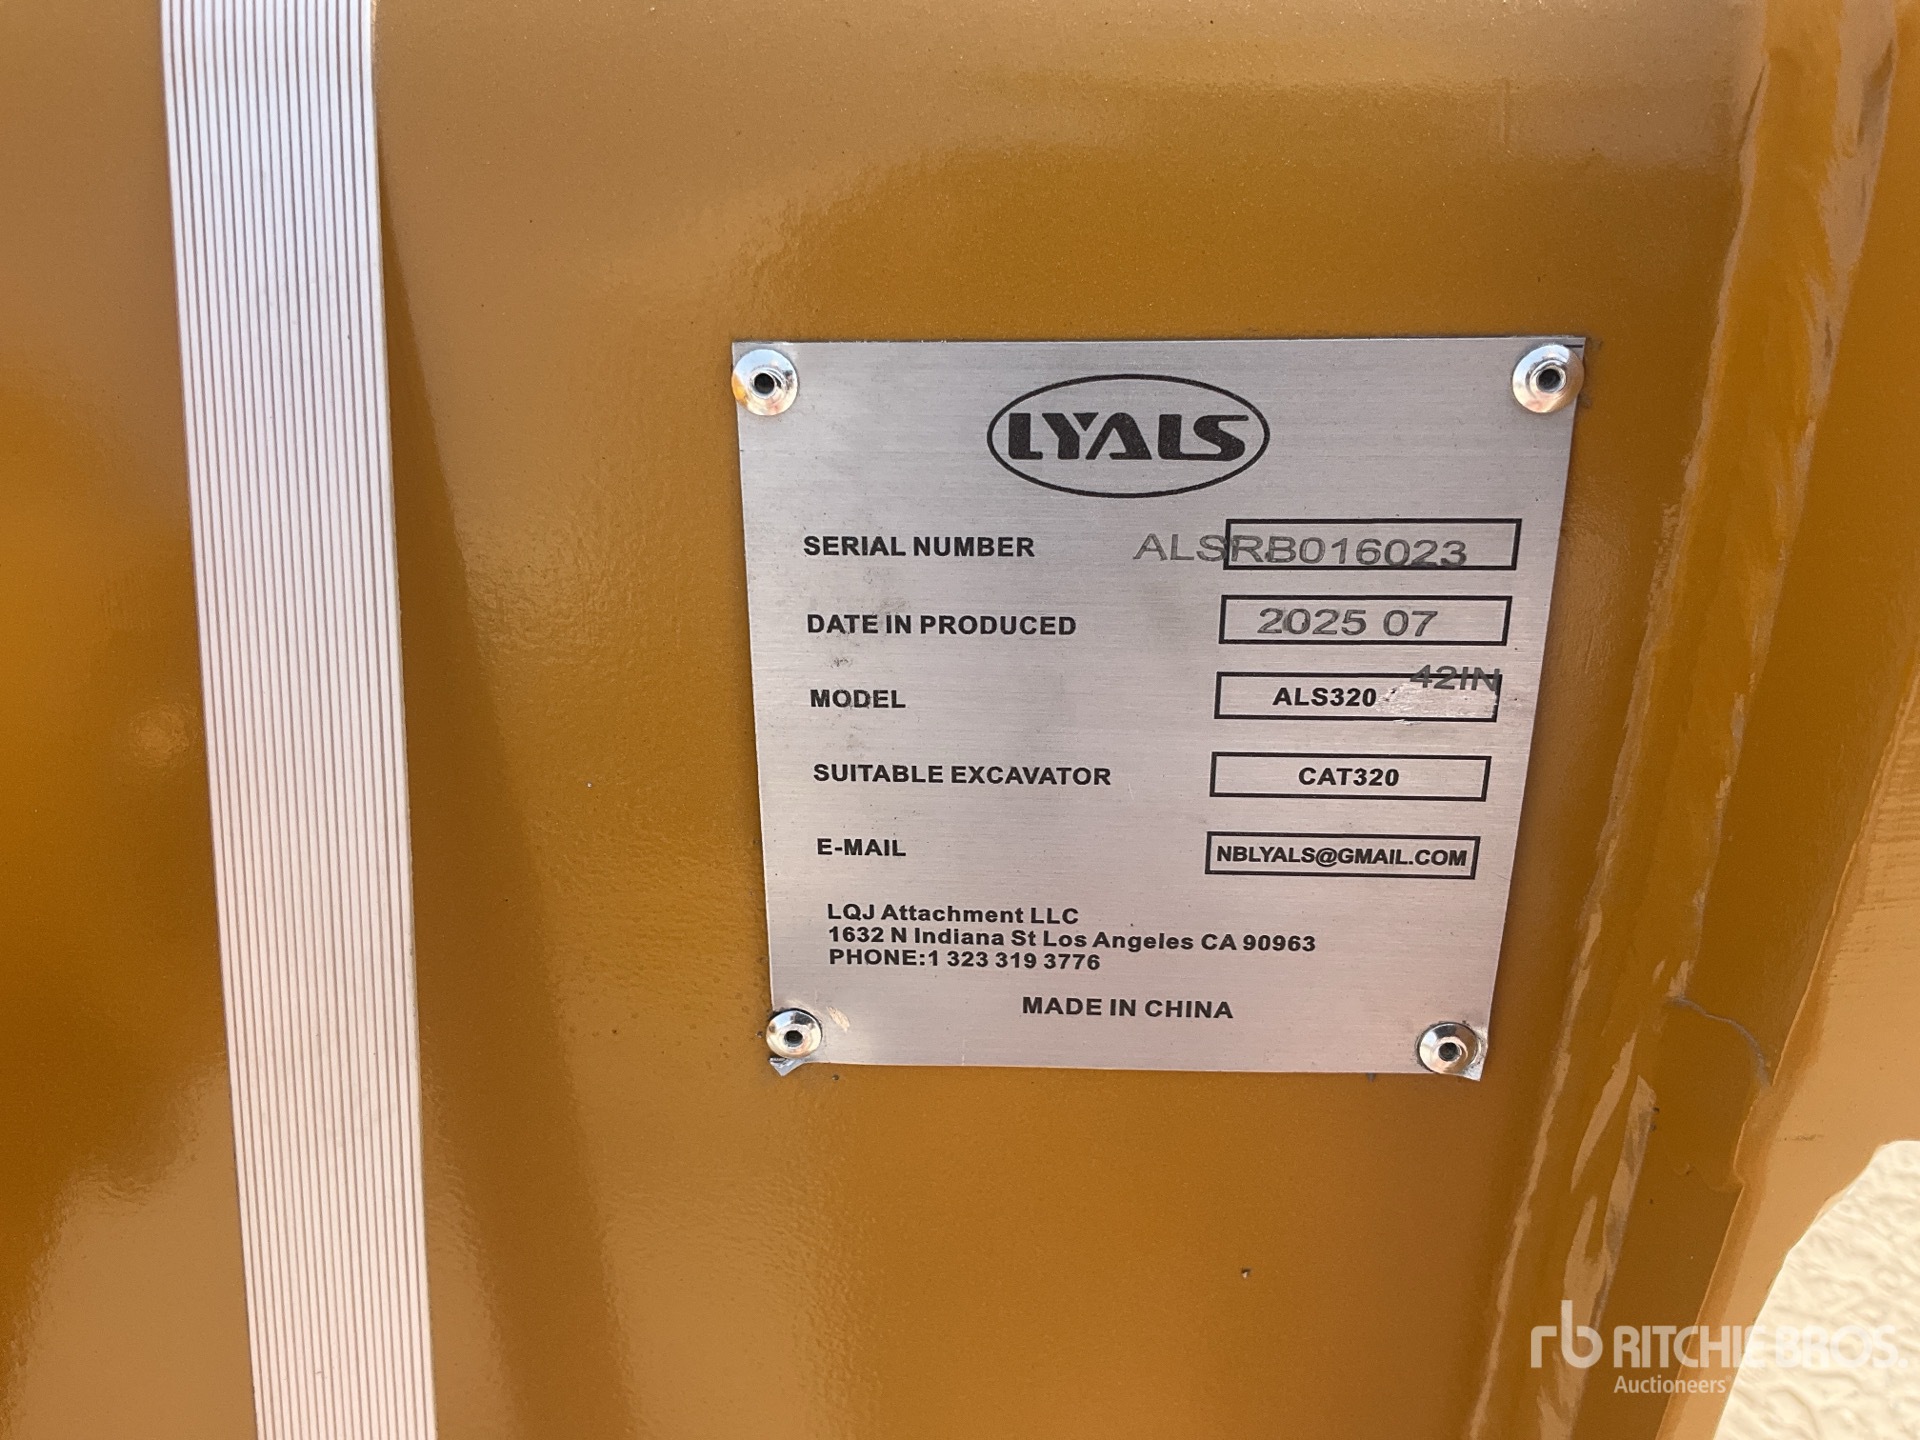 LYALS
SERIAL NUMBER ALSRB016023
DATE IN PRODUCED 2025 07
MODEL ALS320 42IN
SUITABLE EXCAVATOR CAT320
E-MAIL NBLYALS@GMAIL.COM
LQJ Attachment LLC
1632 N Indiana St Los Angeles CA 90963
PHONE:1 323 319 3776
MADE IN CHINA
rb RITCHIE BROS.
Auctioneers